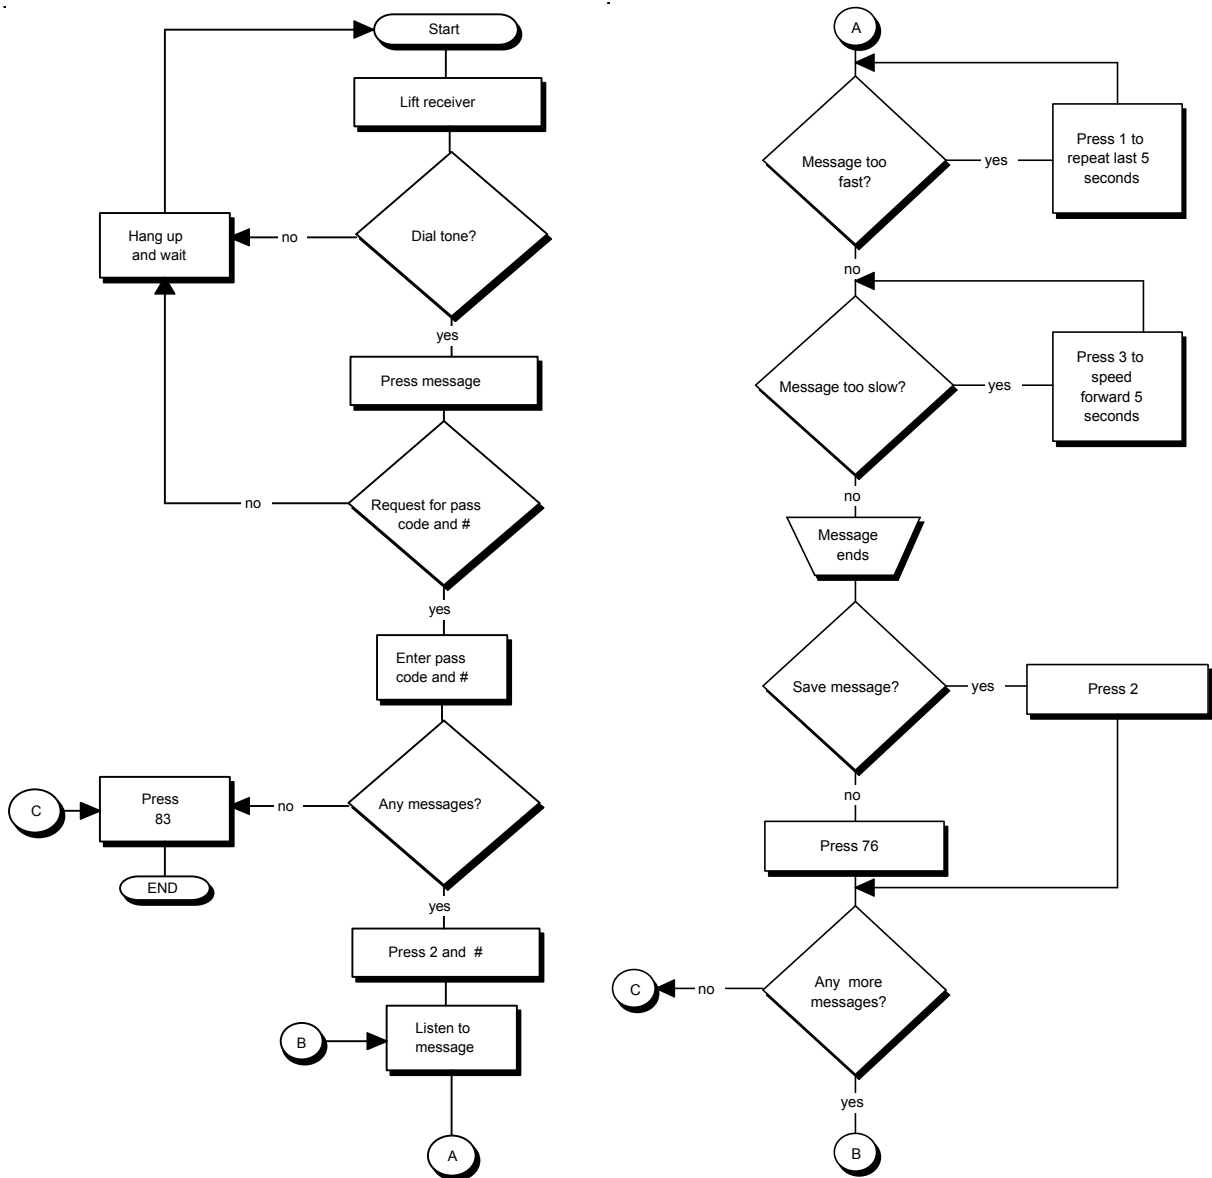 Start
Lift receiver
Dial tone?
no
Hang up
and wait
yes
Press message
Request for pass
code and #
no
yes
Enter pass
code and #
Any messages?
no
Press
83
C
END
yes
Press 2 and #
Listen to
message
B
A
A
Message too
fast?
yes
Press 1 to
repeat last 5
seconds
no
Message too slow?
yes
Press 3 to
speed
forward 5
seconds
no
Message
ends
Save message?
yes
Press 2
no
Press 76
Any more
messages?
no
C
yes
B